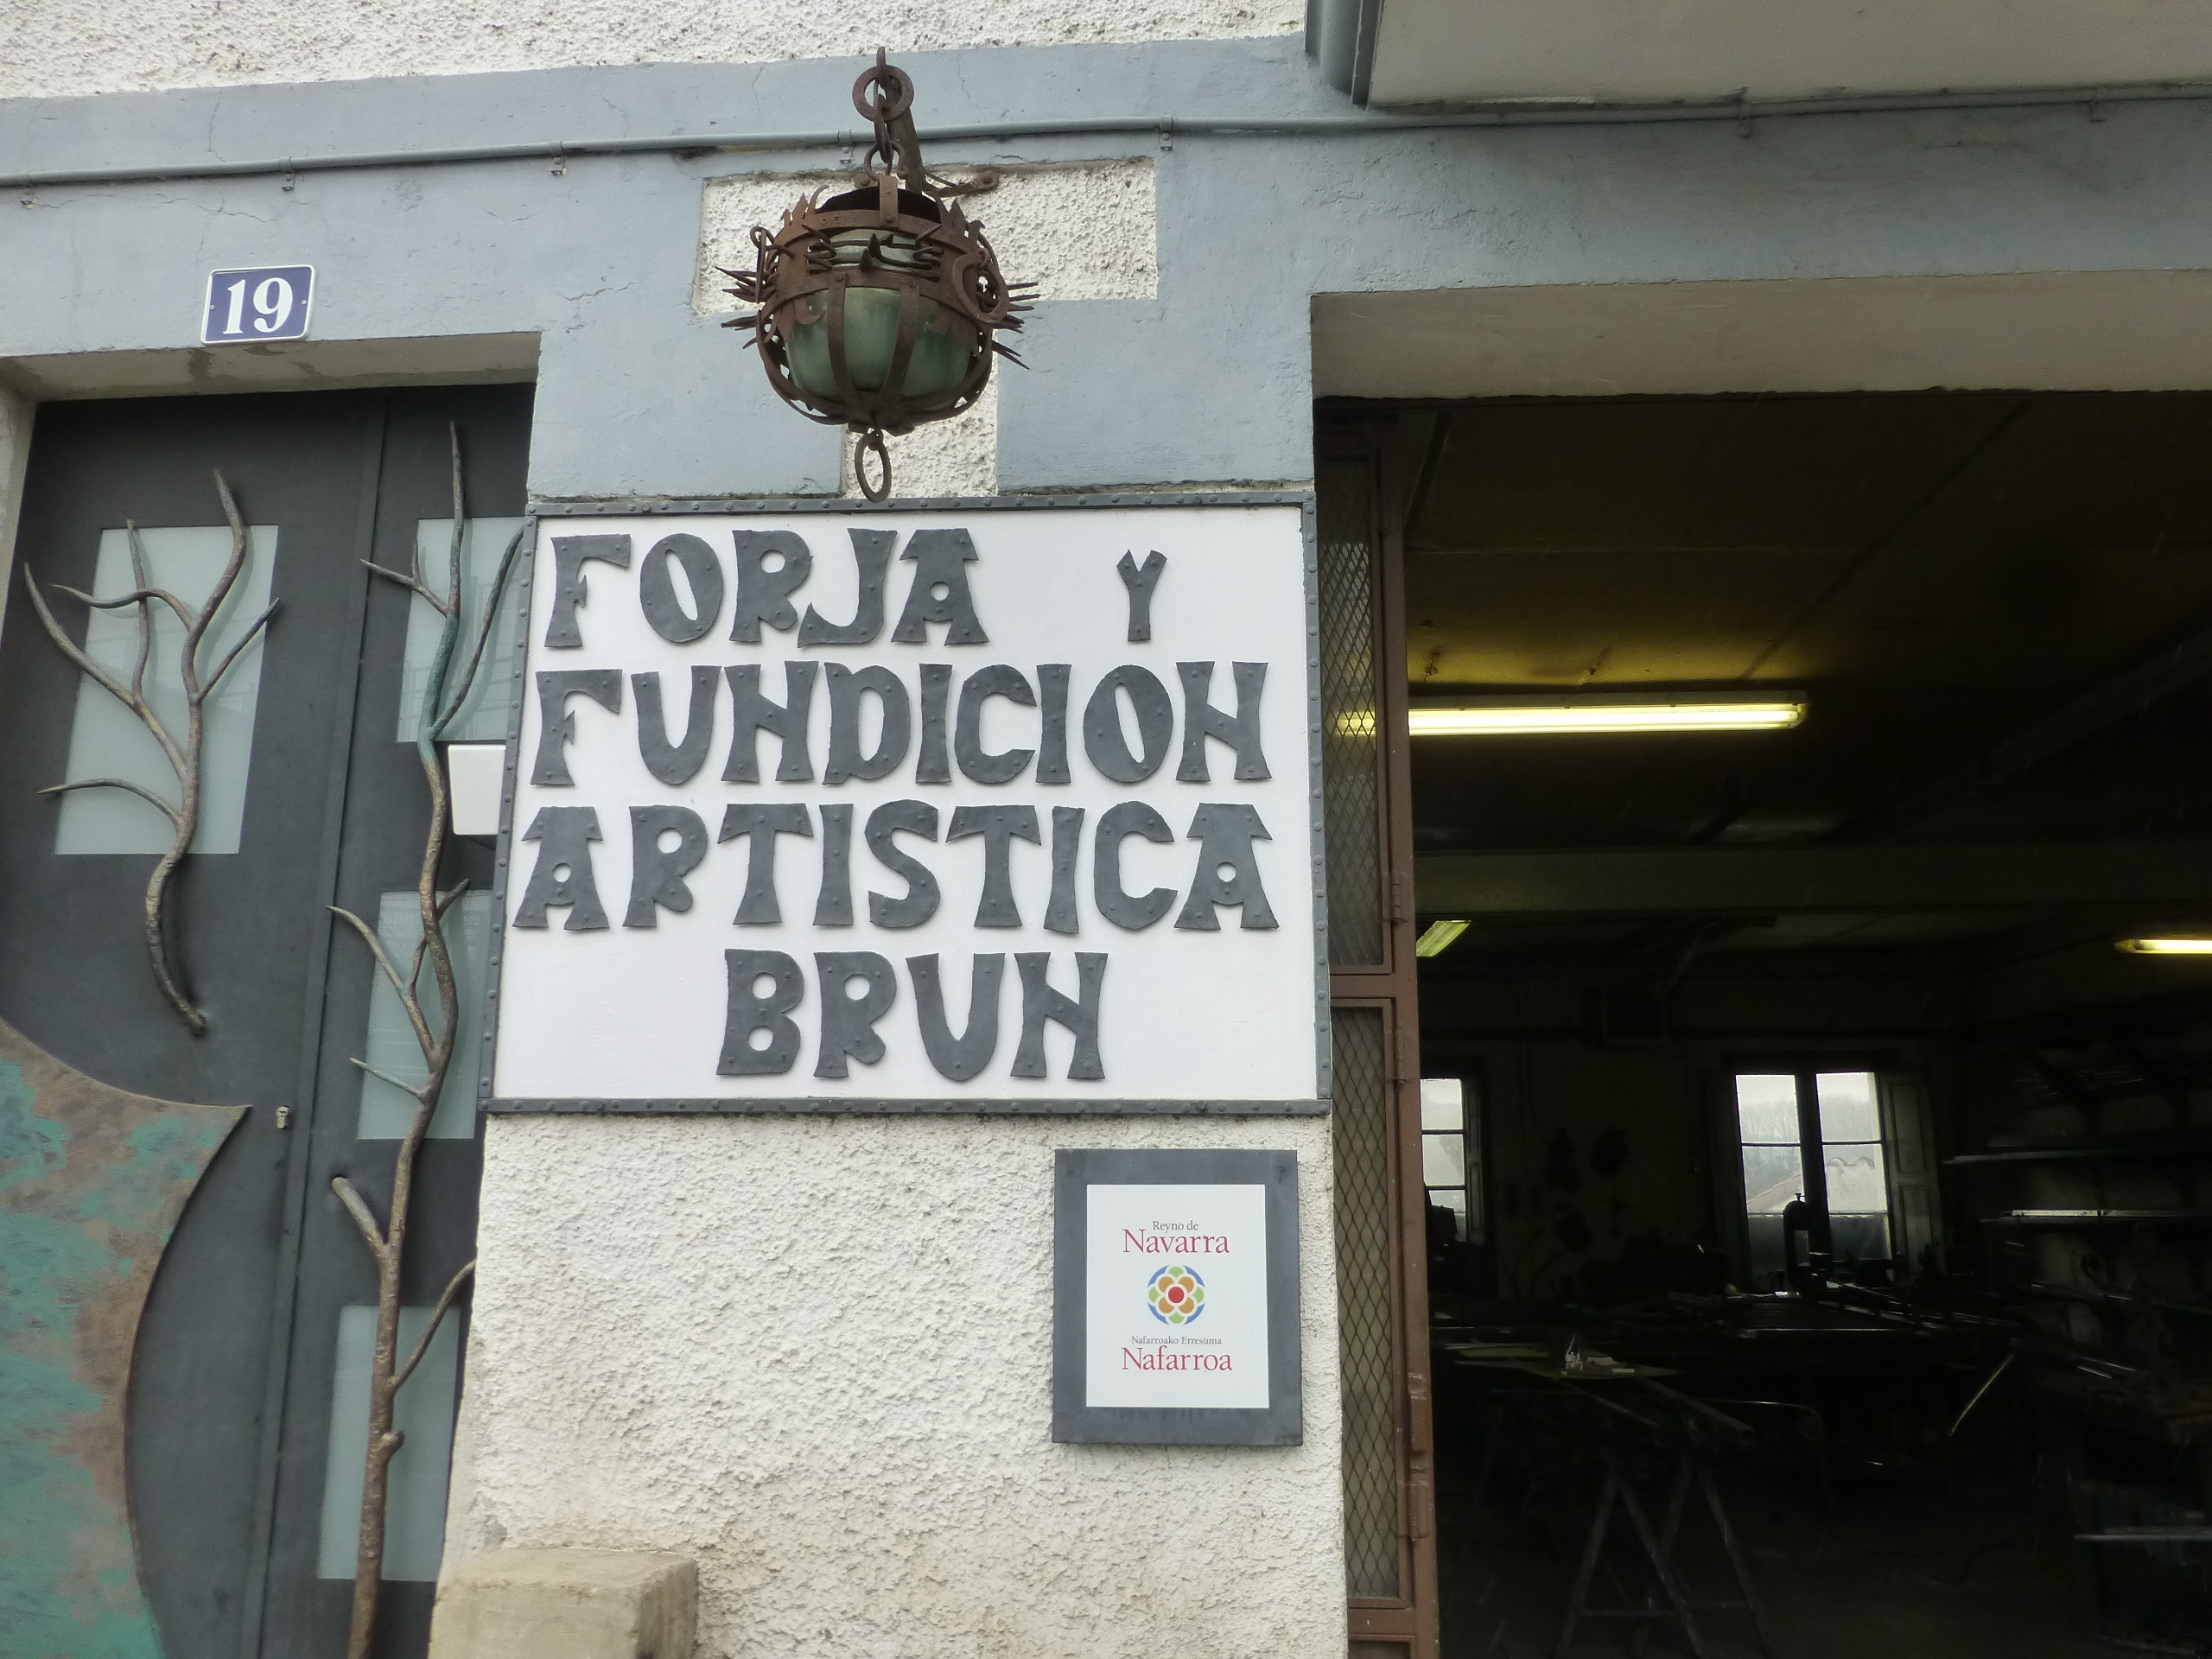 19
FORJA Y
FUNDICION
ARTISTICA
BRUN
Reyno de
Navarra
Nafarroako Erresuma
Nafarroa